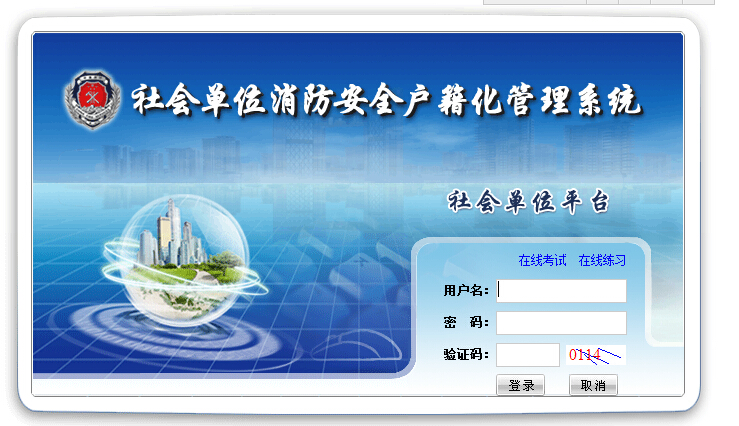 社会单位消防安全户籍化管理系统
社会单位平台
在线考试 在线练习
用户名：
密 码：
验证码： 0114
登录 取消